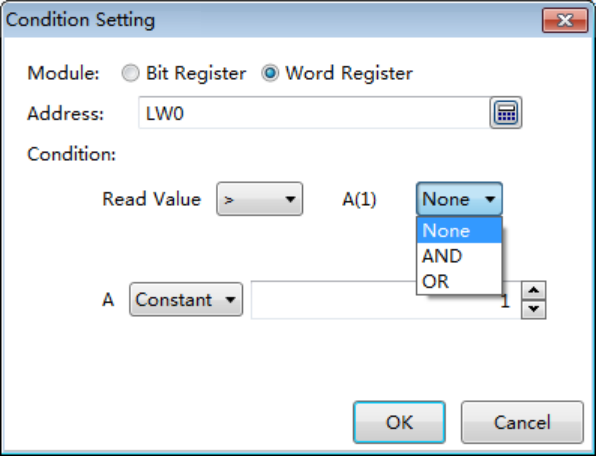 Condition Setting
Module: Bit Register Word Register
Address: LW0
Condition:
Read Value > A(1) None
None
AND
OR
A Constant 1
OK Cancel